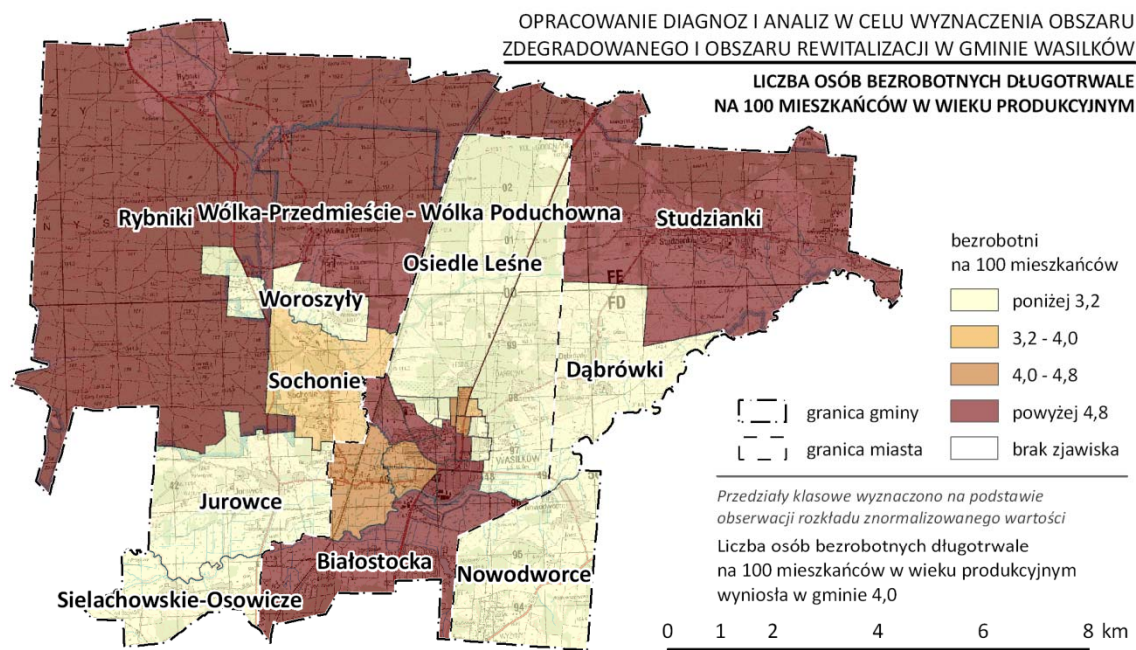 OPRACOWANIE DIAGNOZ I ANALIZ W CELU WYZNACZENIA OBSZARU
ZDEGRADOWANEGO I OBSZARU REWITALIZACJI W GMINIE WASILKÓW
LICZBA OSÓB BEZROBOTNYCH DŁUGOTRWALE
NA 100 MIESZKAŃCÓW W WIEKU PRODUKCYJNYM
Rybniki
Wólka-Przedmieście - Wólka Poduchowna
Studzianki
Osiedle Leśne
Woroszyły
Sochonie
Dąbrówki
Jurowce
Białostocka
Nowodworce
Sielachowskie-Osowicze
FE
FD
WASILKÓW
bezrobotni
na 100 mieszkańców
poniżej 3,2
3,2 - 4,0
4,0 - 4,8
powyżej 4,8
brak zjawiska
granica gminy
granica miasta
Przedziały klasowe wyznaczono na podstawie
obserwacji rozkładu znormalizowanego wartości
Liczba osób bezrobotnych długotrwale
na 100 mieszkańców w wieku produkcyjnym
wyniosła w gminie 4,0
0 1 2 4 6 8 km